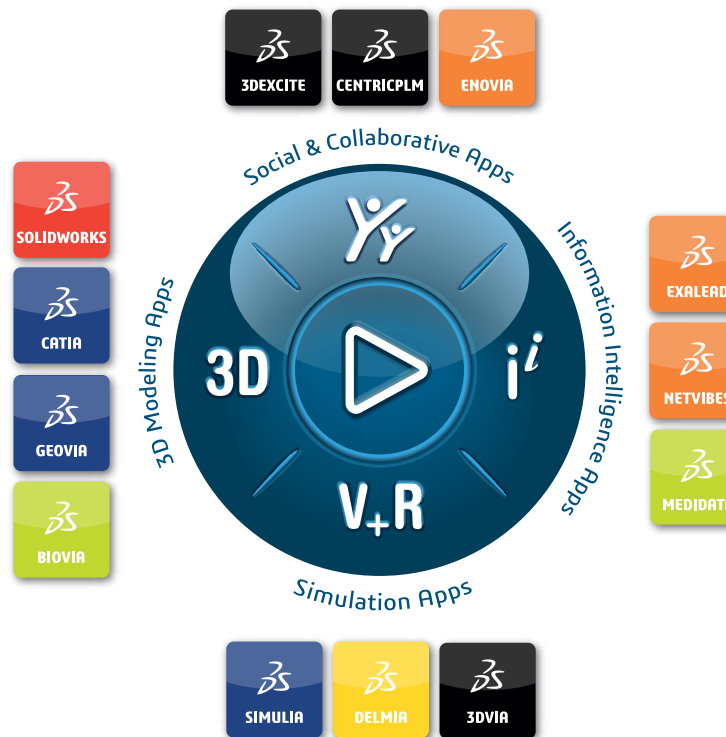 3DEXCITE CENTRICPLM ENOVIA
Social & Collaborative Apps
SOLIDWORKS
CATIA
GEOVIA
BIOVIA
3D Modeling Apps
Information Intelligence Apps
EXALEAD
NETVIBES
MEDIDATA
3D
i i
V+R
Simulation Apps
SIMULIA DELMIA 3DVIA